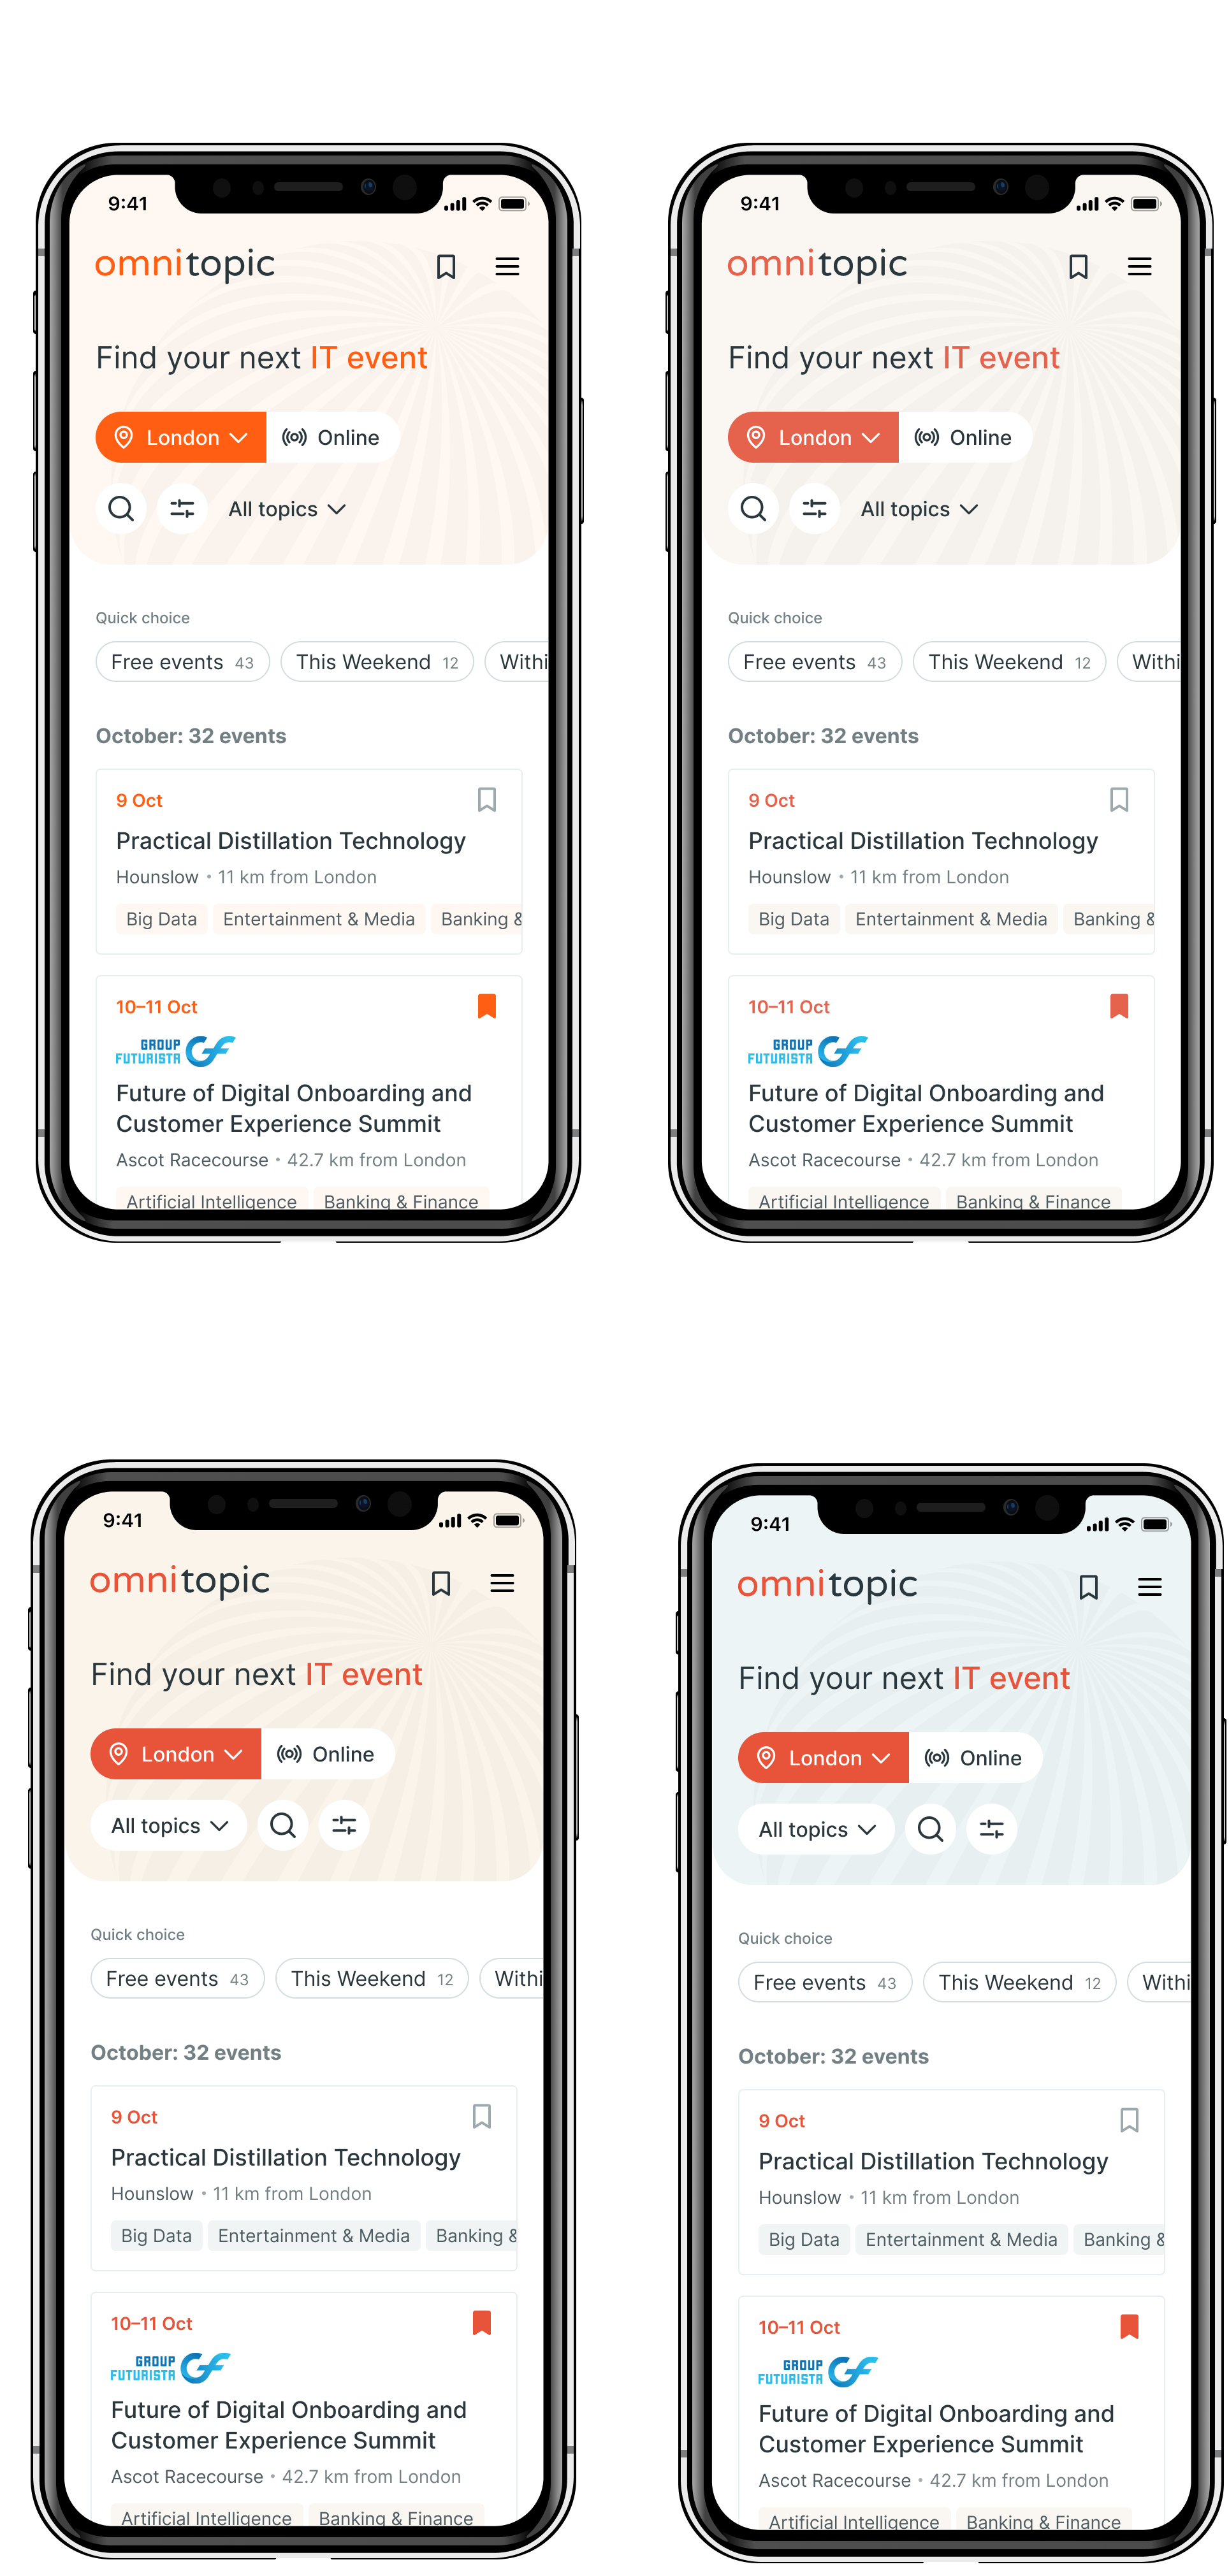 9:41
omnitopic
Find your next IT event
London Online
All topics
Quick choice
Free events 43 This Weekend 12 Withi
October: 32 events
9 Oct
Practical Distillation Technology
Hounslow • 11 km from London
Big Data Entertainment & Media Banking &
10–11 Oct
GROUP
FUTURISTA GF
Future of Digital Onboarding and
Customer Experience Summit
Ascot Racecourse • 42.7 km from London
Artificial Intelligence Banking & Finance
9:41
omnitopic
Find your next IT event
London Online
All topics
Quick choice
Free events 43 This Weekend 12 Withi
October: 32 events
9 Oct
Practical Distillation Technology
Hounslow • 11 km from London
Big Data Entertainment & Media Banking &
10–11 Oct
GROUP
FUTURISTA GF
Future of Digital Onboarding and
Customer Experience Summit
Ascot Racecourse • 42.7 km from London
Artificial Intelligence Banking & Finance
9:41
omnitopic
Find your next IT event
London Online
All topics
Quick choice
Free events 43 This Weekend 12 Withi
October: 32 events
9 Oct
Practical Distillation Technology
Hounslow • 11 km from London
Big Data Entertainment & Media Banking &
10–11 Oct
GROUP
FUTURISTA GF
Future of Digital Onboarding and
Customer Experience Summit
Ascot Racecourse • 42.7 km from London
Artificial Intelligence Banking & Finance
9:41
omnitopic
Find your next IT event
London Online
All topics
Quick choice
Free events 43 This Weekend 12 Withi
October: 32 events
9 Oct
Practical Distillation Technology
Hounslow • 11 km from London
Big Data Entertainment & Media Banking &
10–11 Oct
GROUP
FUTURISTA GF
Future of Digital Onboarding and
Customer Experience Summit
Ascot Racecourse • 42.7 km from London
Artificial Intelligence Banking & Finance